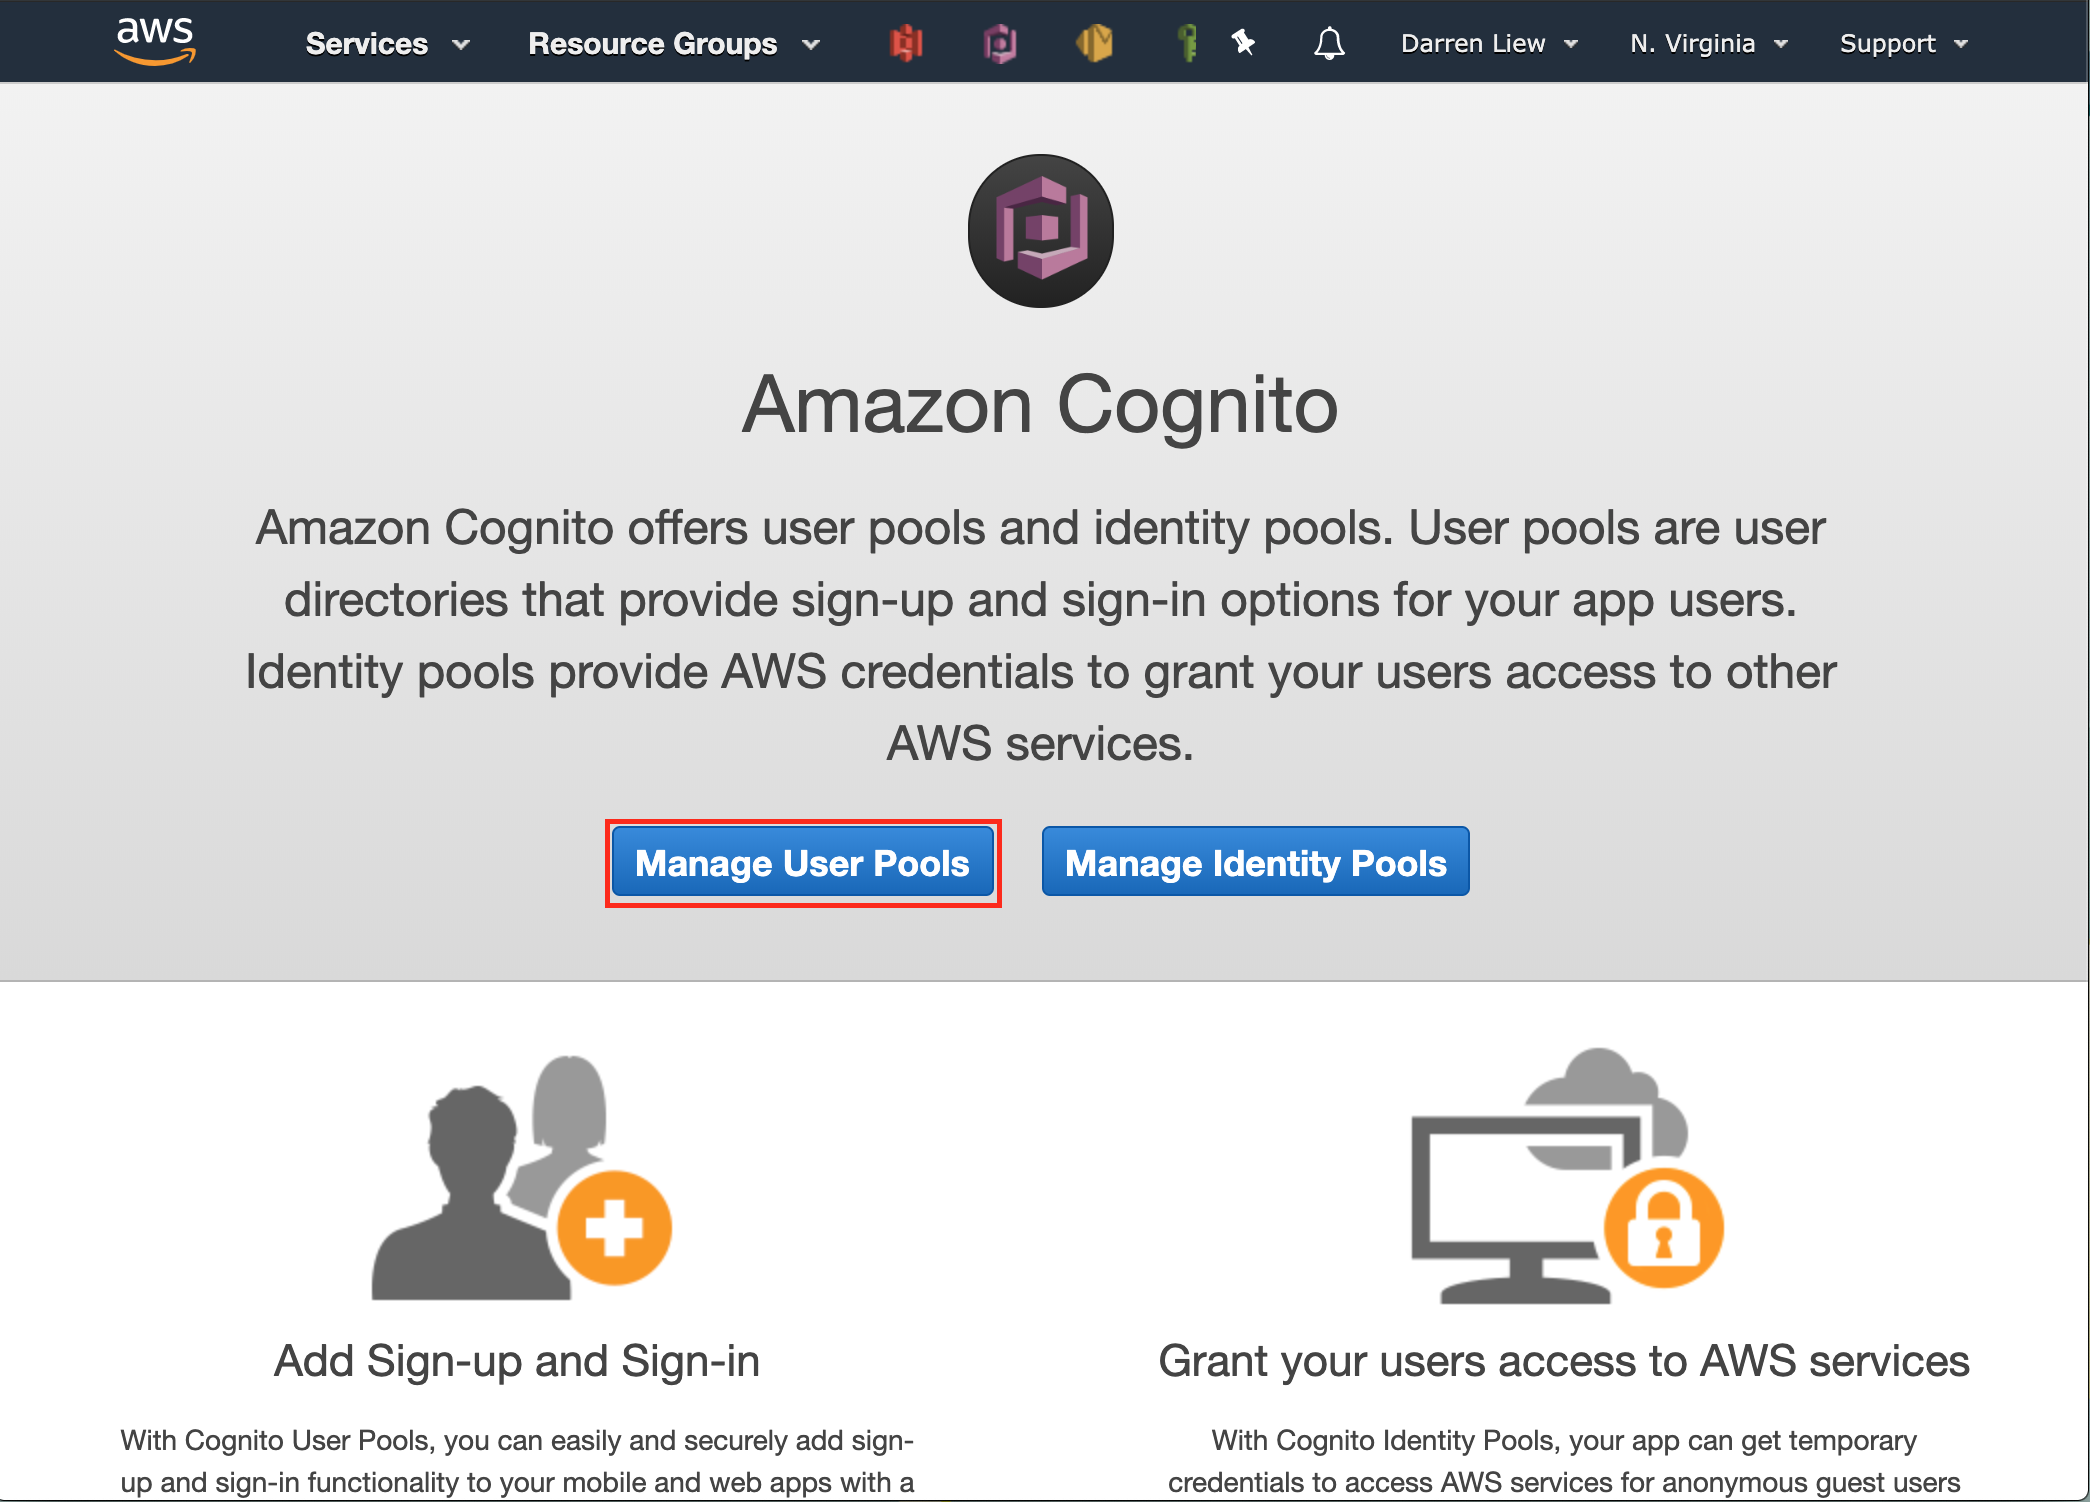 aws Services Resource Groups Darren Liew N. Virginia Support
Amazon Cognito
Amazon Cognito offers user pools and identity pools. User pools are user
directories that provide sign-up and sign-in options for your app users.
Identity pools provide AWS credentials to grant your users access to other
AWS services.
Manage User Pools Manage Identity Pools
Add Sign-up and Sign-in
With Cognito User Pools, you can easily and securely add sign-
up and sign-in functionality to your mobile and web apps with a
Grant your users access to AWS services
With Cognito Identity Pools, your app can get temporary
credentials to access AWS services for anonymous guest users